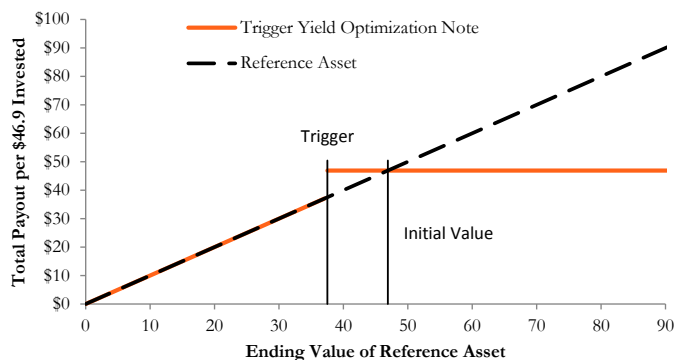 Total Payout per $46.9 Invested
$100
$90
$80
$70
$60
$50
$40
$30
$20
$10
$0
Trigger Yield Optimization Note
Reference Asset
Trigger
Initial Value
0 10 20 30 40 50 60 70 80 90
Ending Value of Reference Asset